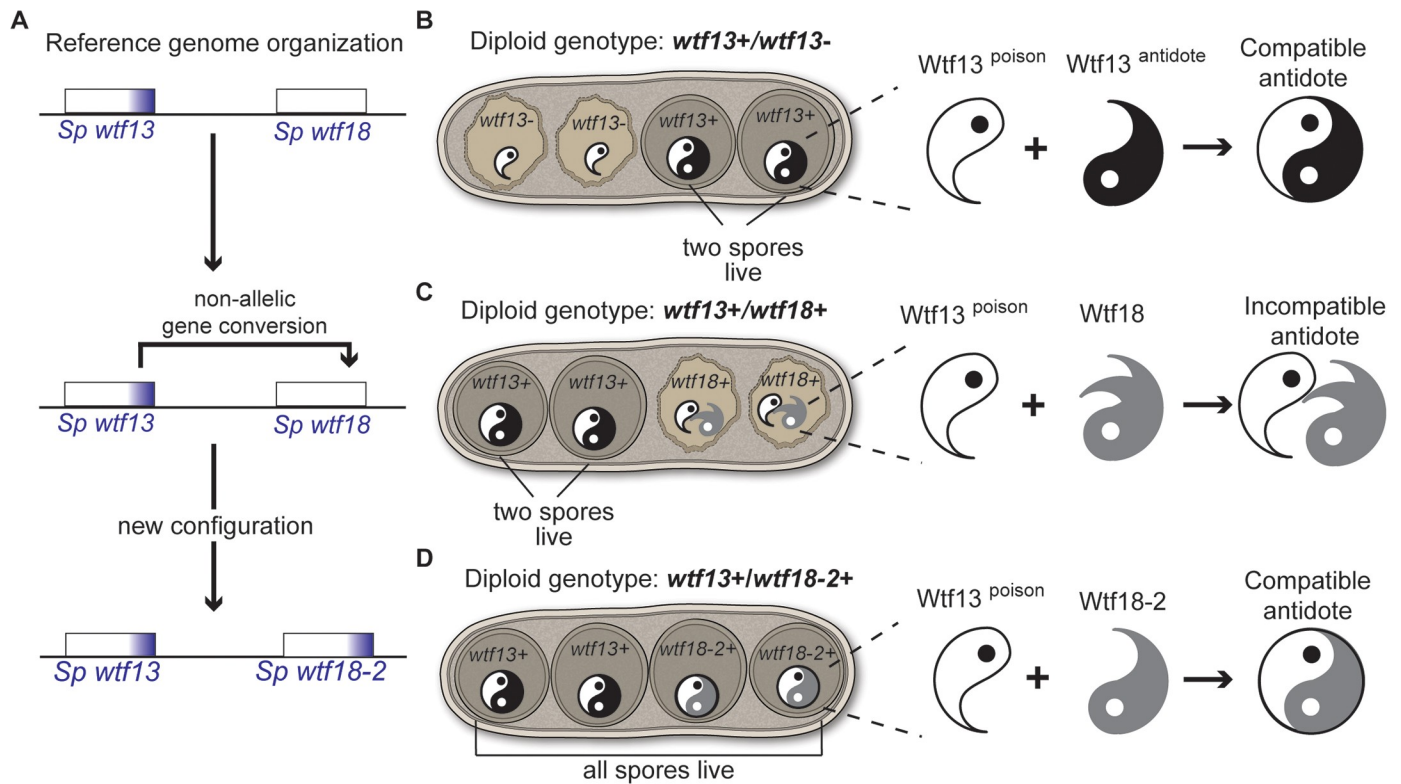 A
Reference genome organization
Sp wtf13
Sp wtf18
non-allelic
gene conversion
Sp wtf13
Sp wtf18
new configuration
Sp wtf13
Sp wtf18-2
B
Diploid genotype: wtf13+/wtf13-
wtf13-
wtf13-
wtf13+
wtf13+
two spores
live
Wtf13 poison
+
Wtf13 antidote
Compatible
antidote
C
Diploid genotype: wtf13+/wtf18+
wtf13+
wtf13+
wtf18+
wtf18+
two spores
live
Wtf13 poison
+
Wtf18
Incompatible
antidote
D
Diploid genotype: wtf13+/wtf18-2+
wtf13+
wtf13+
wtf18-2+
wtf18-2+
all spores live
Wtf13 poison
+
Wtf18-2
Compatible
antidote